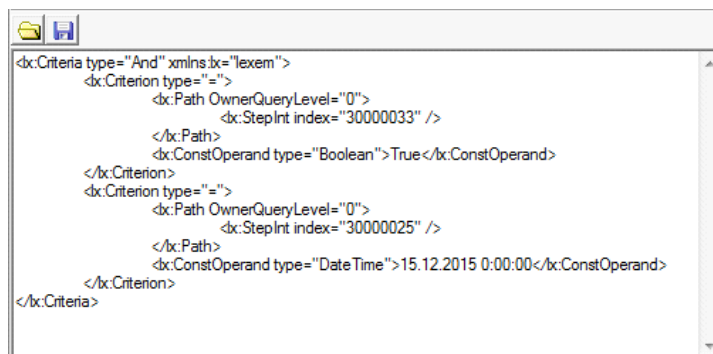 <lx:Criteria type="And" xmlns:lx="lexem">
<lx:Criterion type="=">
<lx:Path OwnerQueryLevel="0">
<lx:StepInt index="30000033" />
</lx:Path>
<lx:ConstOperand type="Boolean">True</lx:ConstOperand>
</lx:Criterion>
<lx:Criterion type="=">
<lx:Path OwnerQueryLevel="0">
<lx:StepInt index="30000025" />
</lx:Path>
<lx:ConstOperand type="DateTime">15.12.2015 0:00:00</lx:ConstOperand>
</lx:Criterion>
</lx:Criteria>